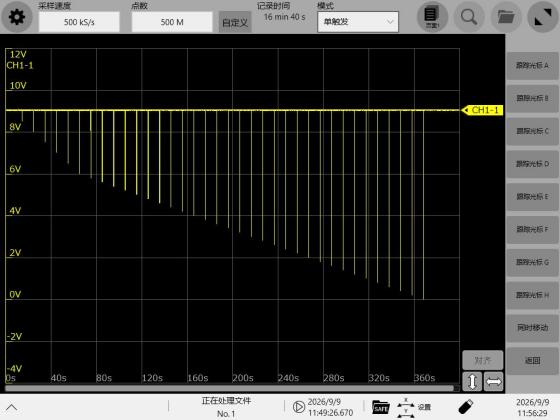 采样速度
500 kS/s
点数
500 M
自定义
记录时间
16 min 40 s
模式
单触发
页面1
12V
CH1-1
10V
8V
6V
4V
2V
0V
-2V
-4V
0s 40s 80s 120s 160s 200s 240s 280s 320s 360s
CH1-1
跟踪光标 A
跟踪光标 B
跟踪光标 C
跟踪光标 D
跟踪光标 E
跟踪光标 F
跟踪光标 G
跟踪光标 H
同时移动
返回
对齐
正在处理文件
No. 1
2026/9/9
11:49:26.670
SAFE
X
Y
设置
2026/9/9
11:56:29